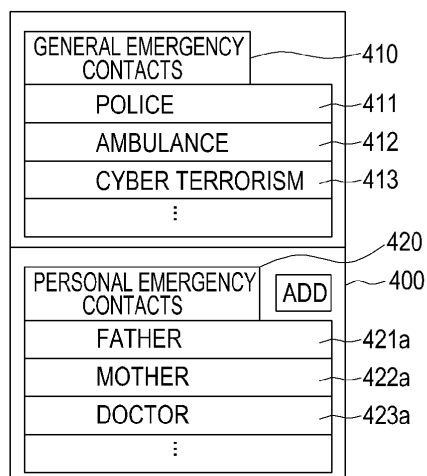 GENERAL EMERGENCY
CONTACTS
410
POLICE
411
AMBULANCE
412
CYBER TERRORISM
413
⋮
420
PERSONAL EMERGENCY
CONTACTS
ADD
400
FATHER
421a
MOTHER
422a
DOCTOR
423a
⋮